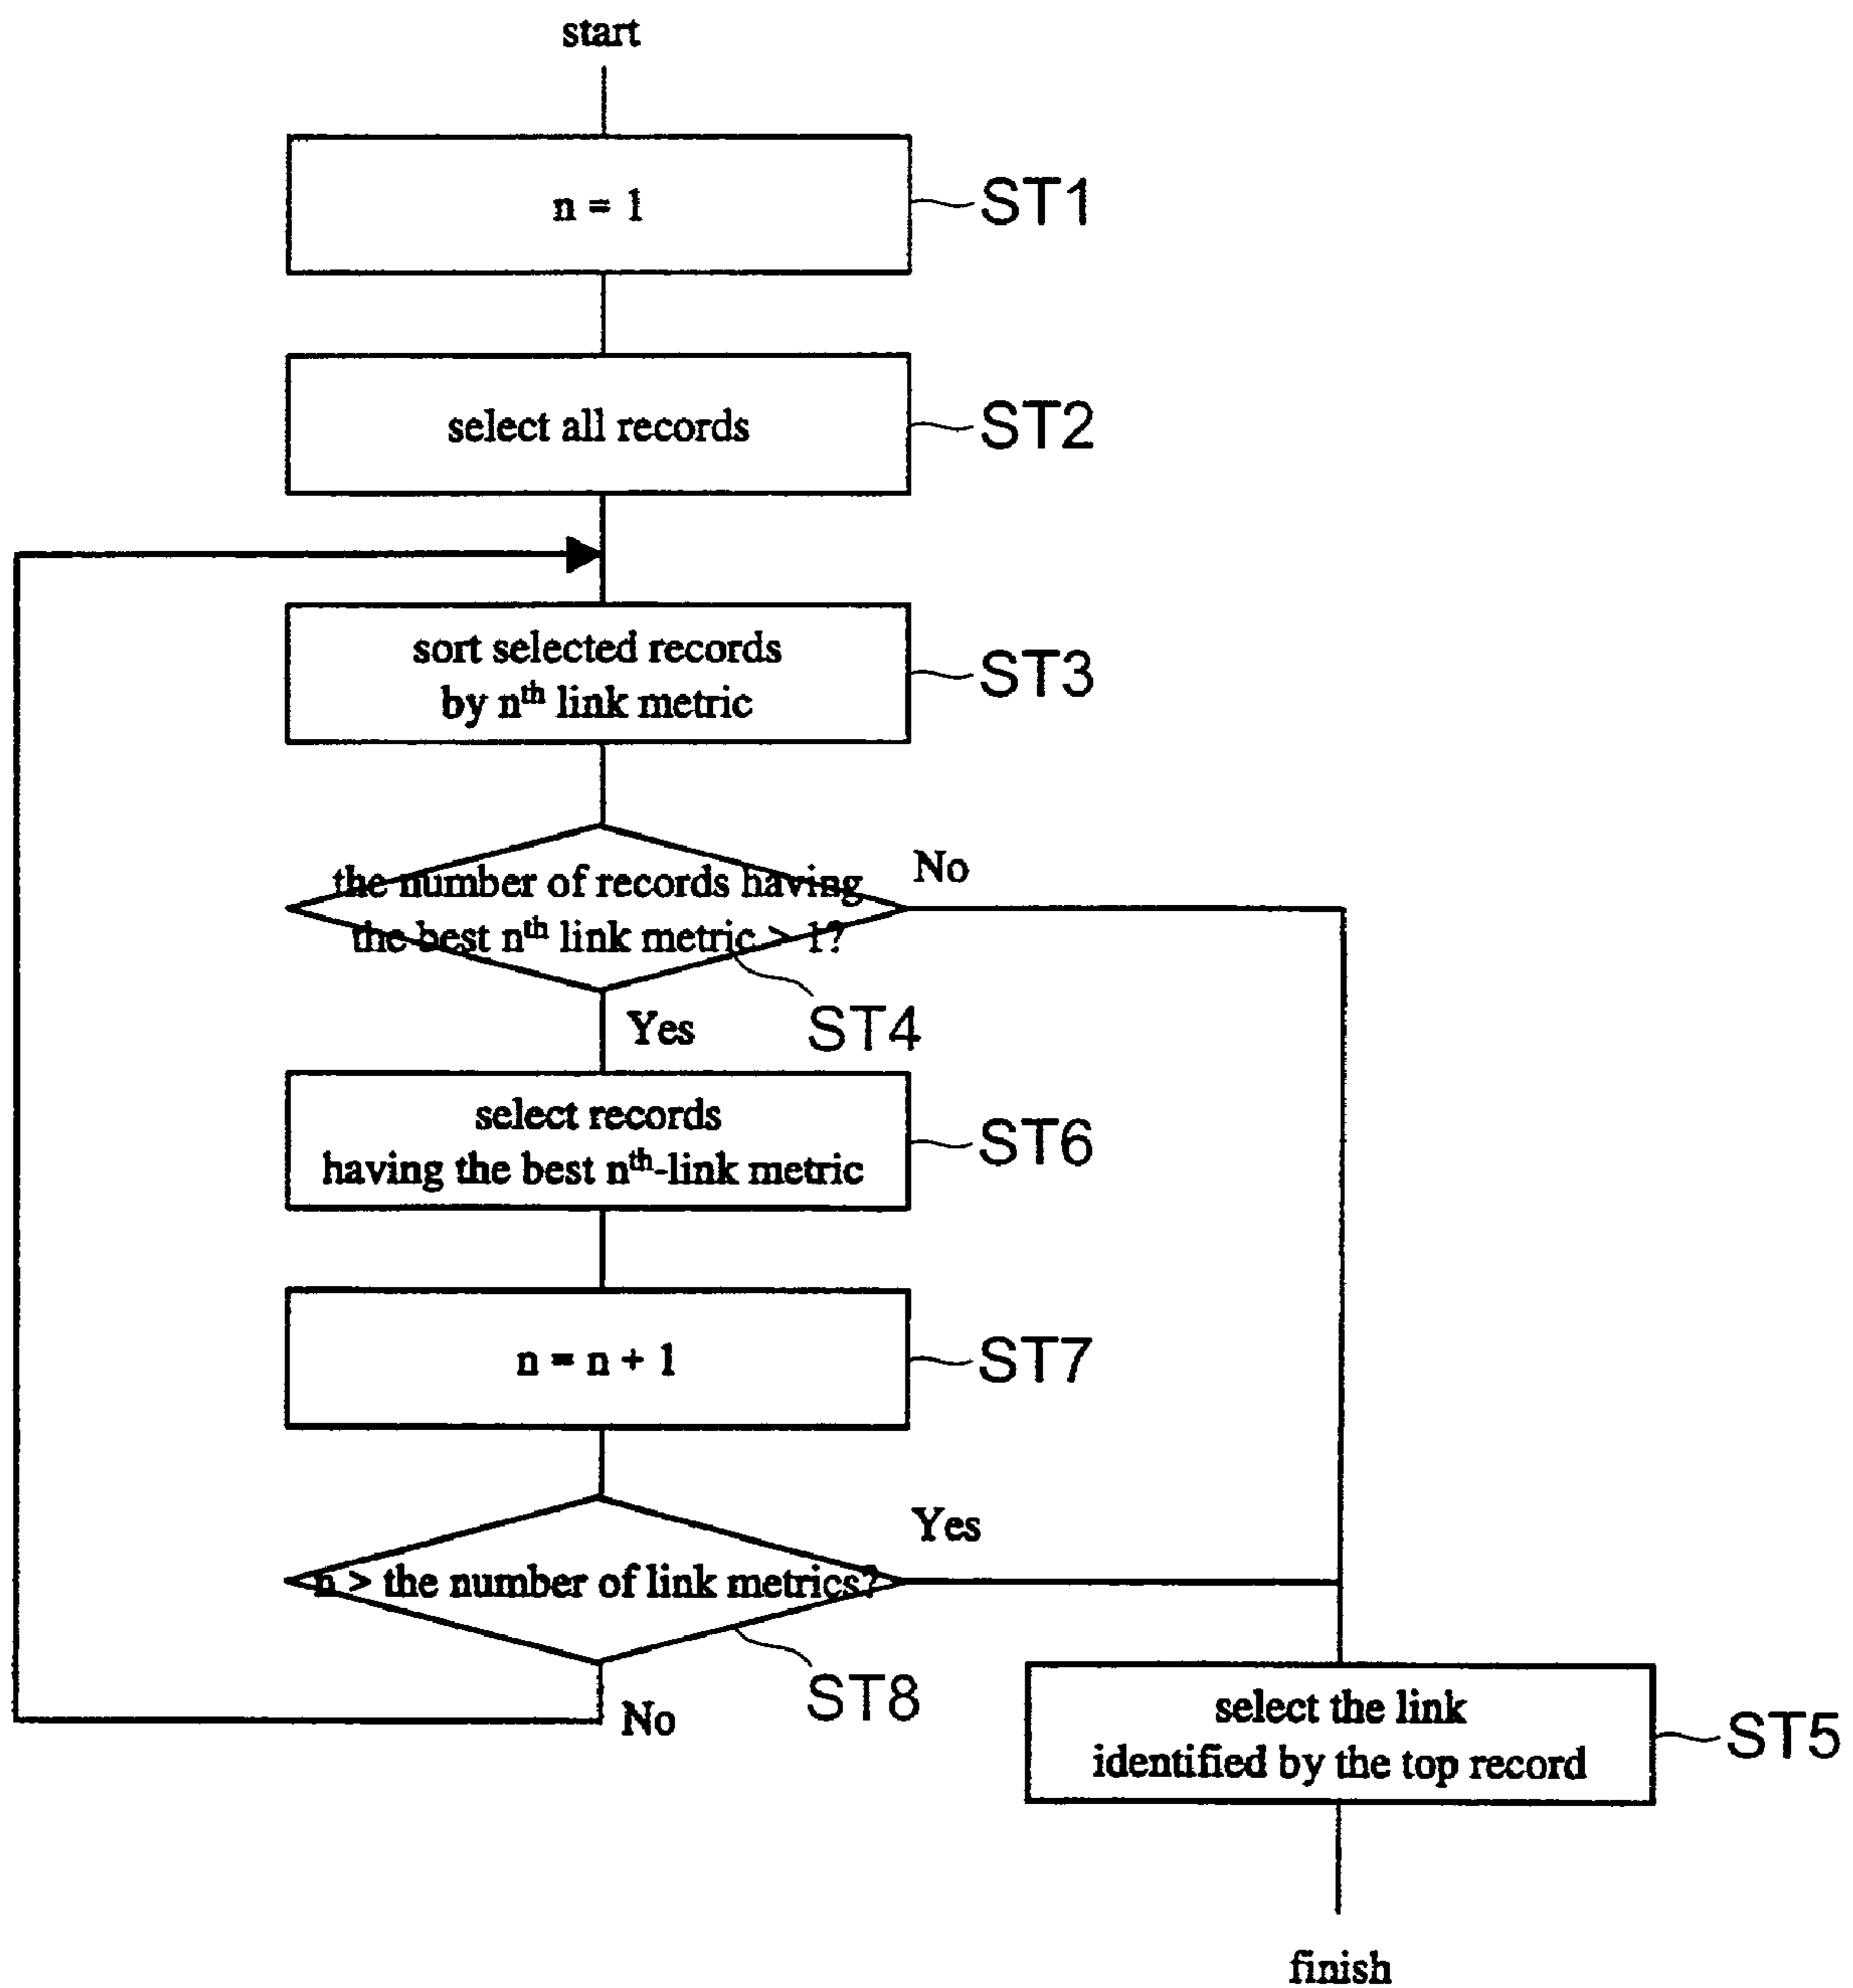 start
n = 1
ST1
select all records
ST2
sort selected records
by nth link metric
ST3
the number of records having
the best nth link metric > 1?
No
ST4
Yes
select records
having the best nth-link metric
ST6
n = n + 1
ST7
n > the number of link metrics?
Yes
ST8
No
select the link
identified by the top record
ST5
finish